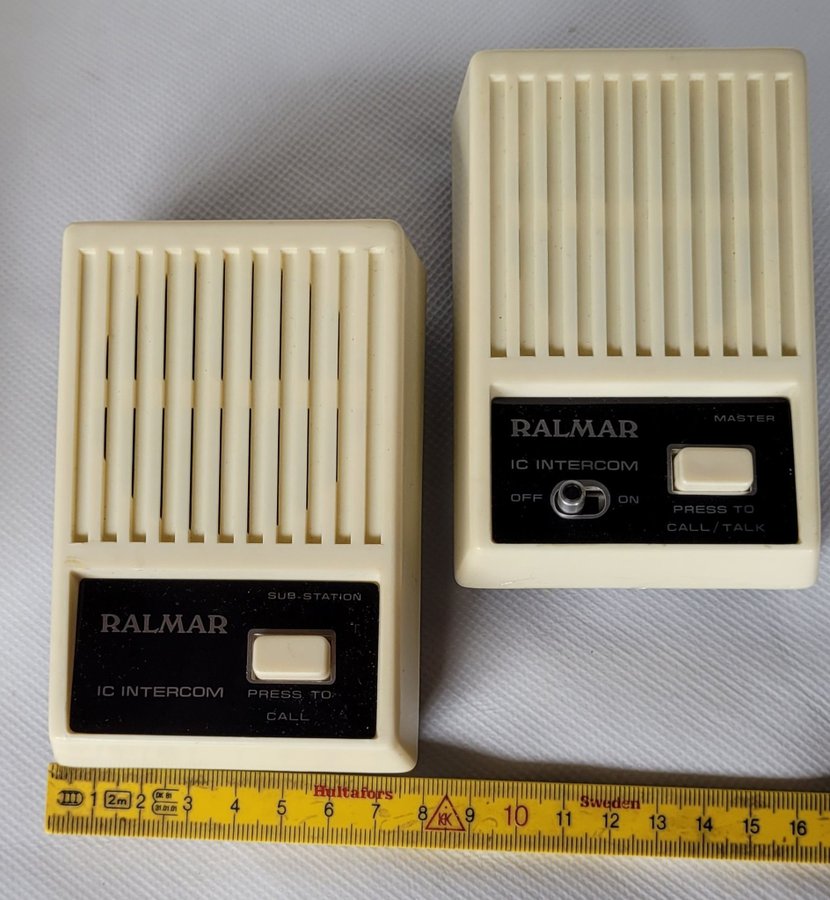 MASTER
RALMAR
IC INTERCOM
OFF ON
PRESS TO
CALL/TALK
SUB-STATION
RALMAR
IC INTERCOM
PRESS TO
CALL
Hultafors Sweden
1 2m 2 3 4 5 6 7 8 9 10 11 12 13 14 15 16